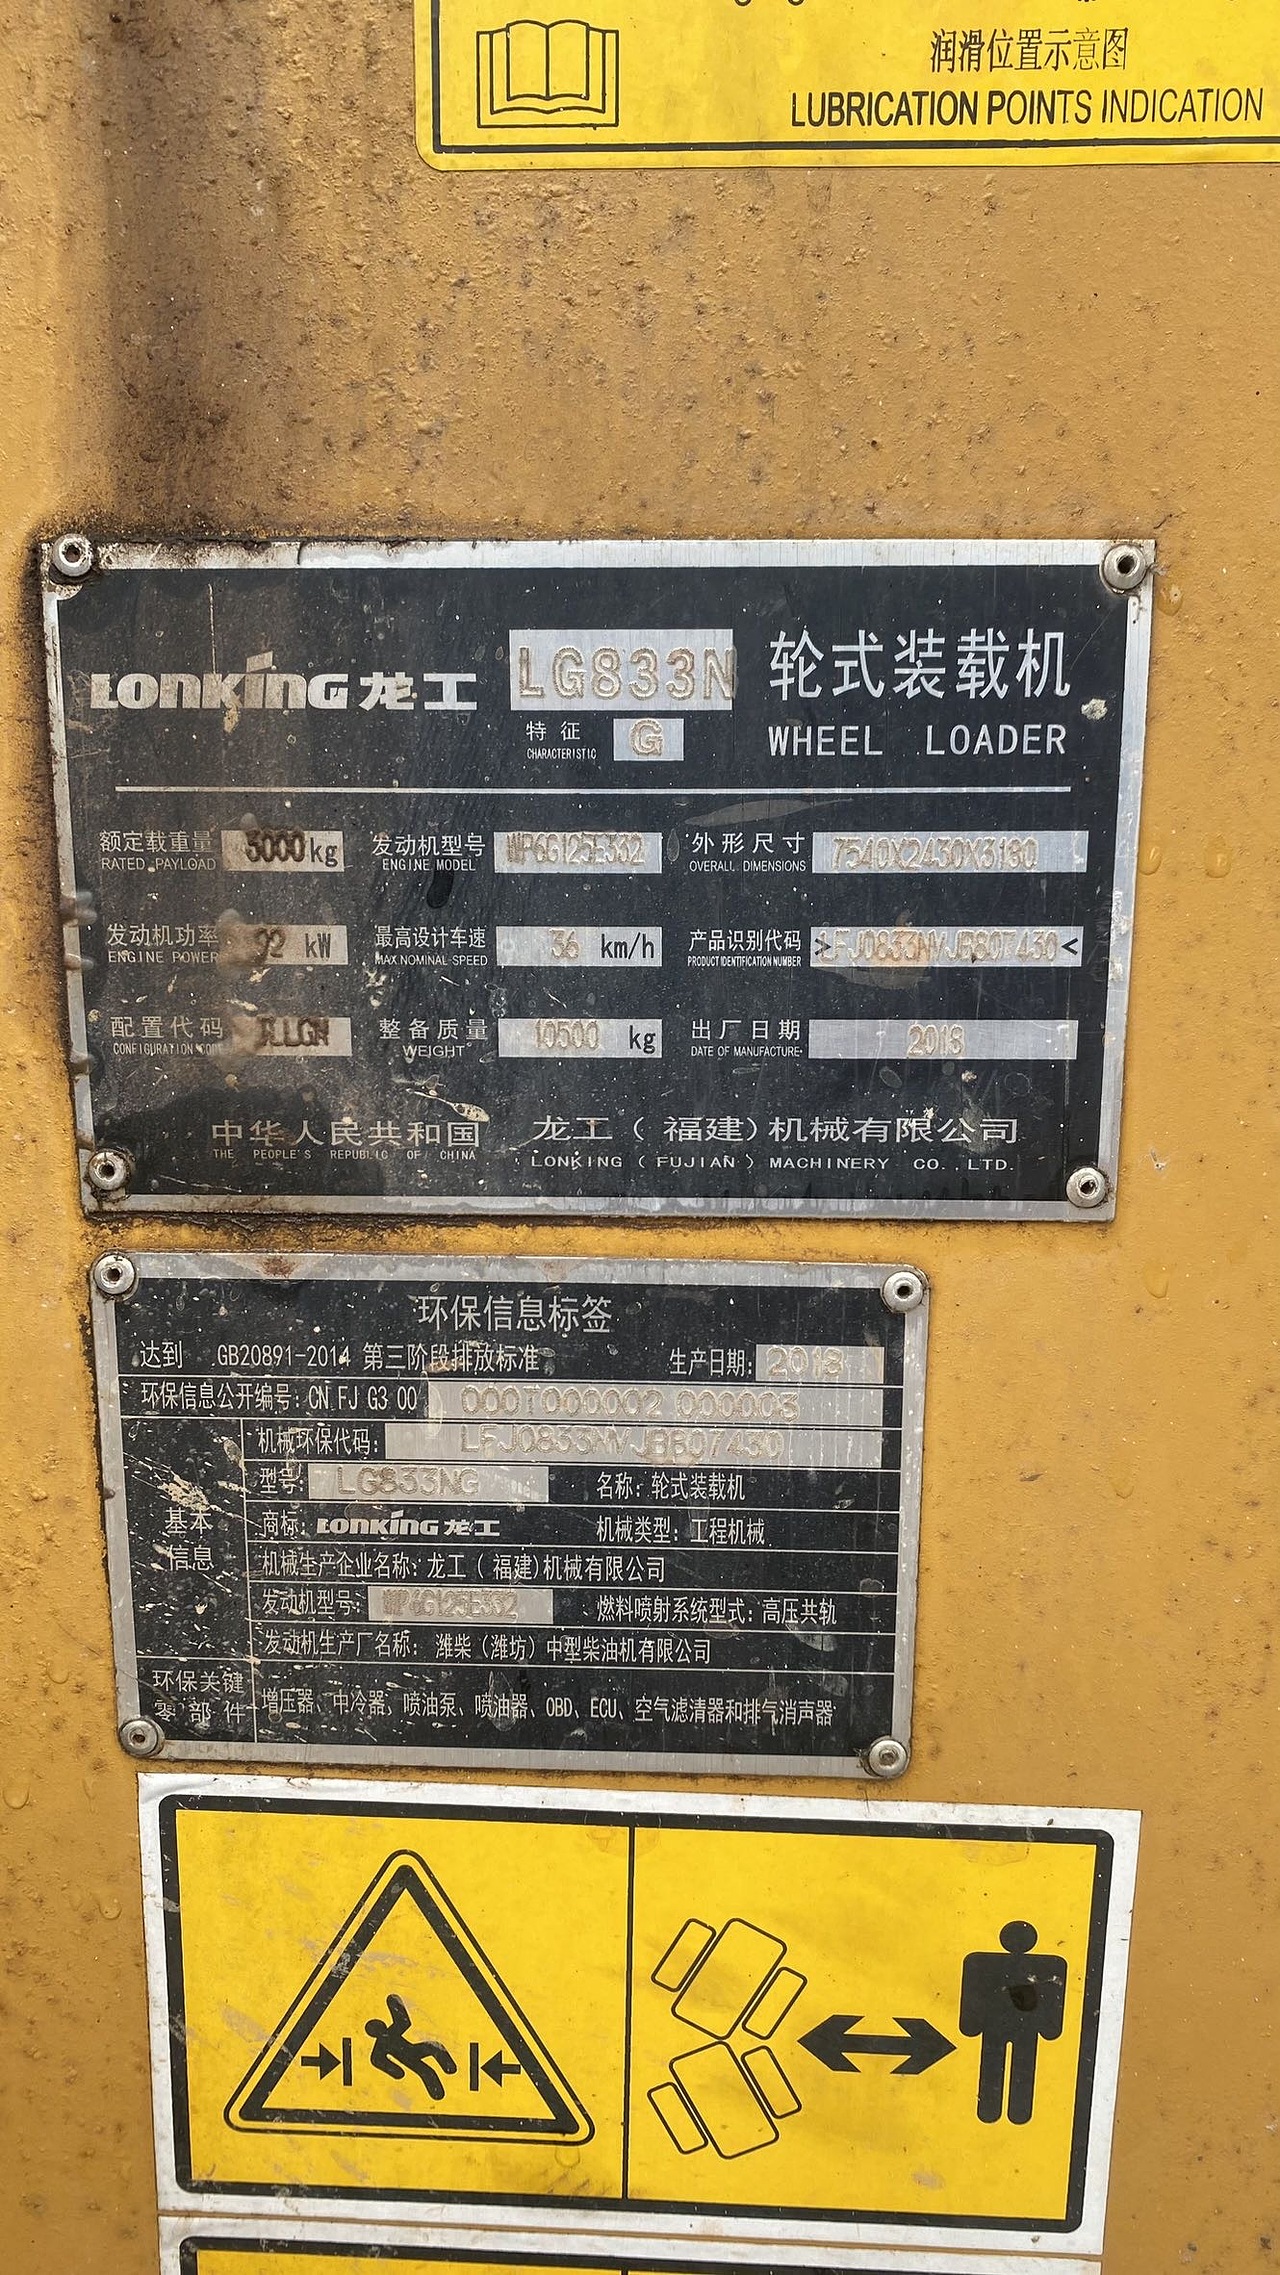 润滑位置示意图
LUBRICATION POINTS INDICATION
LONKING 龙工 LG833N 轮式装载机
特征 G
CHARACTERISTIC
WHEEL LOADER
额定载重量 3000kg 发动机型号 WP6G125E332 外形尺寸 7540X2430X3180
RATED PAYLOAD ENGINE MODEL OVERALL DIMENSIONS
发动机功率 92 kW 最高设计车速 36 km/h 产品识别代码 >LFJ0833NVJBB07430<
ENGINE POWER MAX NOMINAL SPEED PRODUCT IDENTIFICATION NUMBER
配置代码 整备质量 10500 kg 出厂日期 2018
CONFIGURATION CODE WEIGHT DATE OF MANUFACTURE
中华人民共和国 龙工(福建)机械有限公司
THE PEOPLE'S REPUBLIC OF CHINA LONKING (FUJIAN) MACHINERY CO.,LTD.
环保信息标签
达到 GB20891-2014 第三阶段排放标准 生产日期: 2018
环保信息公开编号: CN FJ G3 00 000T000002 000003
机械环保代码: LFJ0833NVJBB07430
型号: LG833NG 名称: 轮式装载机
基本
信息
商标: LONKING 龙工 机械类型: 工程机械
机械生产企业名称: 龙工(福建)机械有限公司
发动机型号: WP6G125E332 燃料喷射系统型式: 高压共轨
发动机生产厂名称: 潍柴(潍坊)中型柴油机有限公司
环保关键
零部件
增压器、中冷器、喷油泵、喷油器、OBD、ECU、空气滤清器和排气消声器